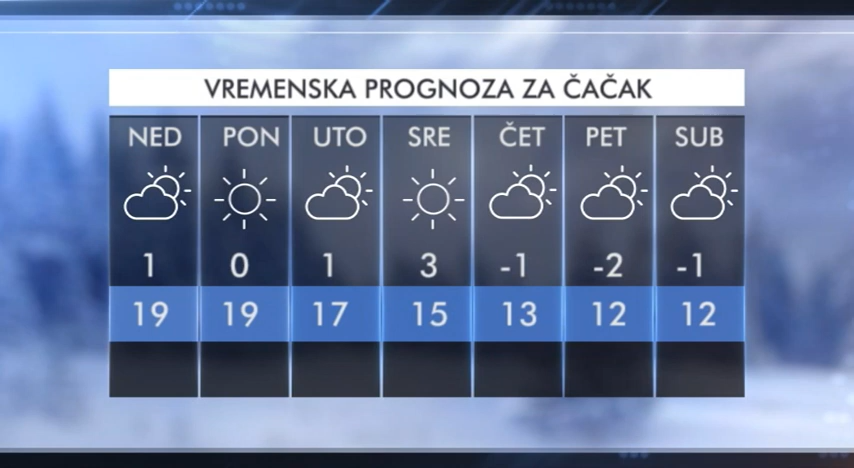 VREMENSKA PROGNOZA ZA ČAČAK
NED PON UTO SRE ČET PET SUB
1 0 1 3 -1 -2 -1
19 19 17 15 13 12 12